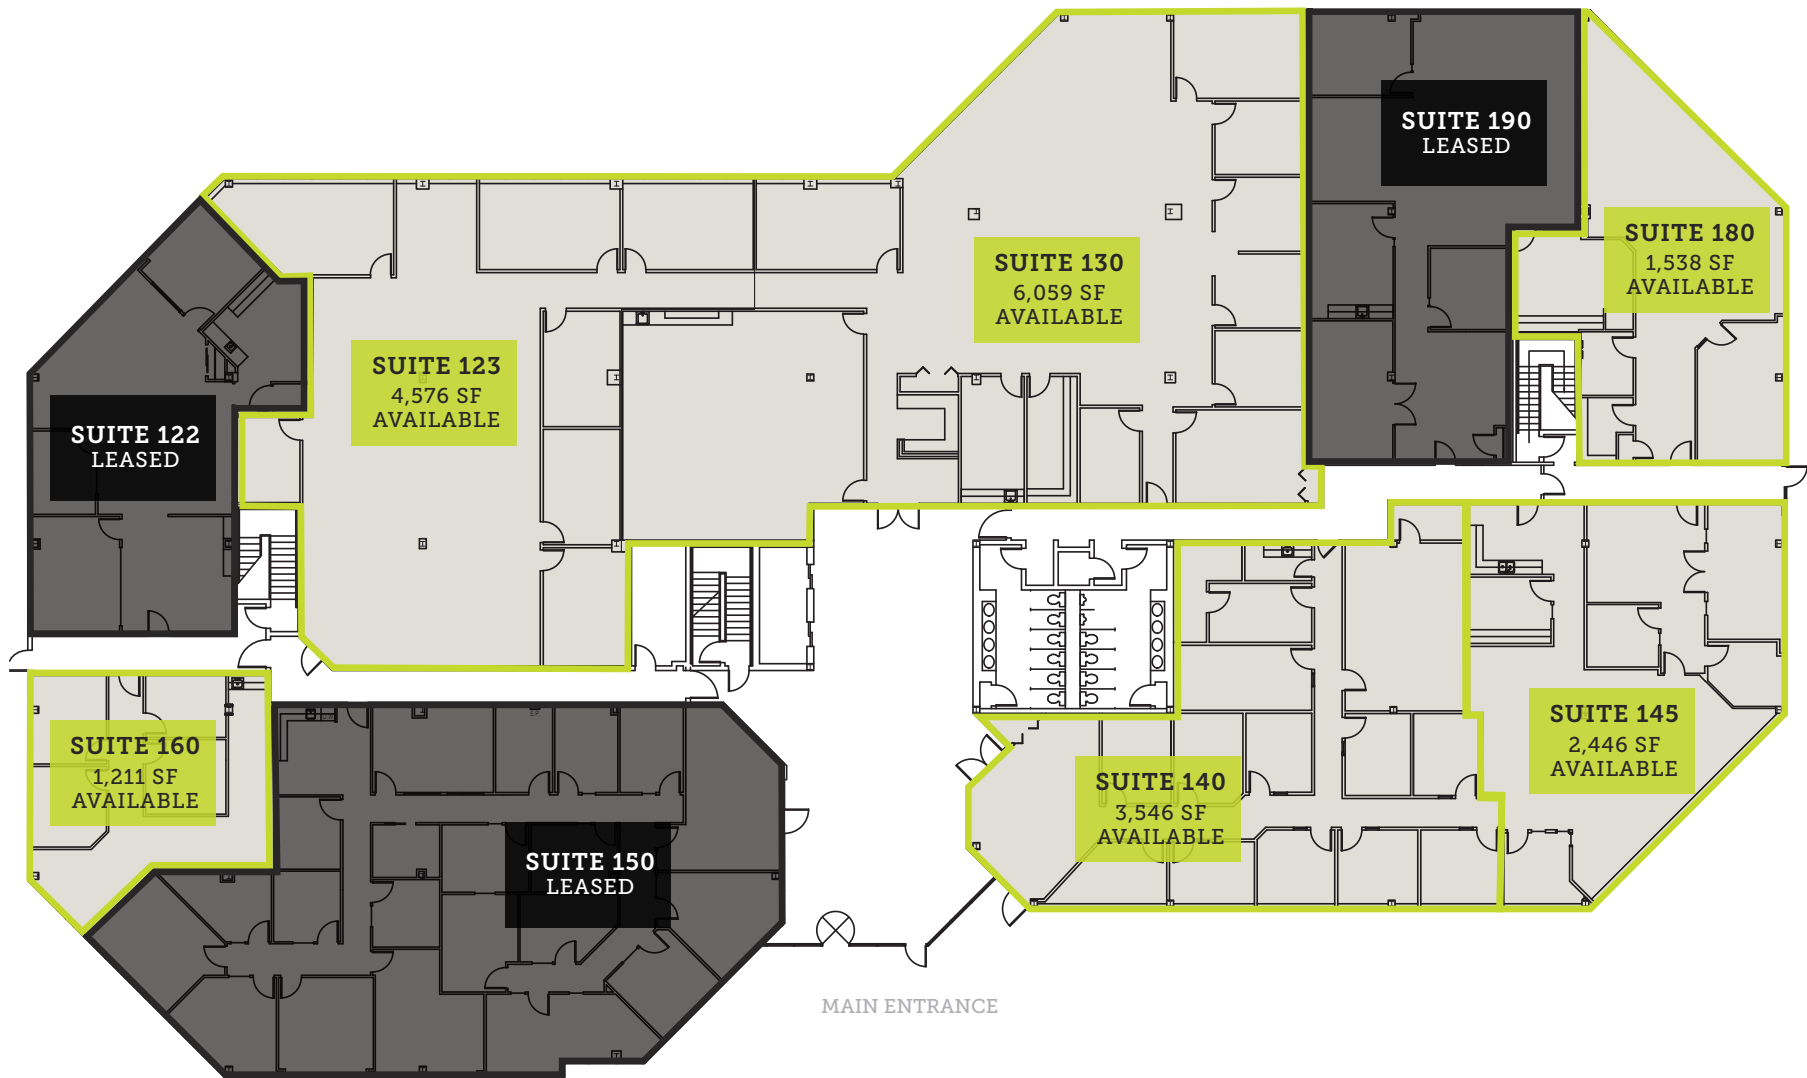 SUITE 190
LEASED
SUITE 180
1,538 SF
AVAILABLE
SUITE 130
6,059 SF
AVAILABLE
SUITE 123
4,576 SF
AVAILABLE
SUITE 122
LEASED
SUITE 160
1,211 SF
AVAILABLE
SUITE 145
2,446 SF
AVAILABLE
SUITE 140
3,546 SF
AVAILABLE
SUITE 150
LEASED
MAIN ENTRANCE